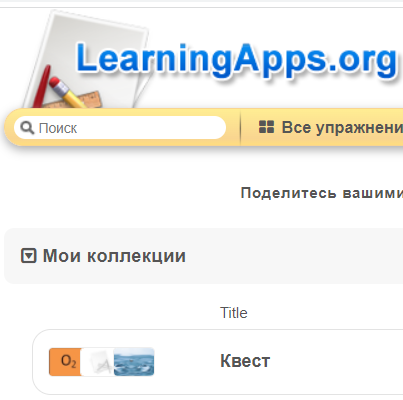 LearningApps.org
Поиск
Все упражнени
Поделитесь вашими
Мои коллекции
Title
O2
Квест